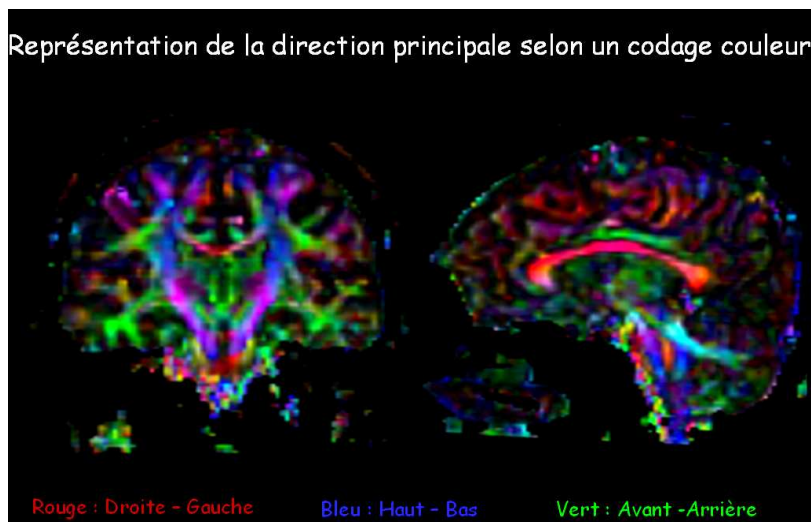 Représentation de la direction principale selon un codage couleur
Rouge : Droite - Gauche
Bleu : Haut - Bas
Vert : Avant -Arrière